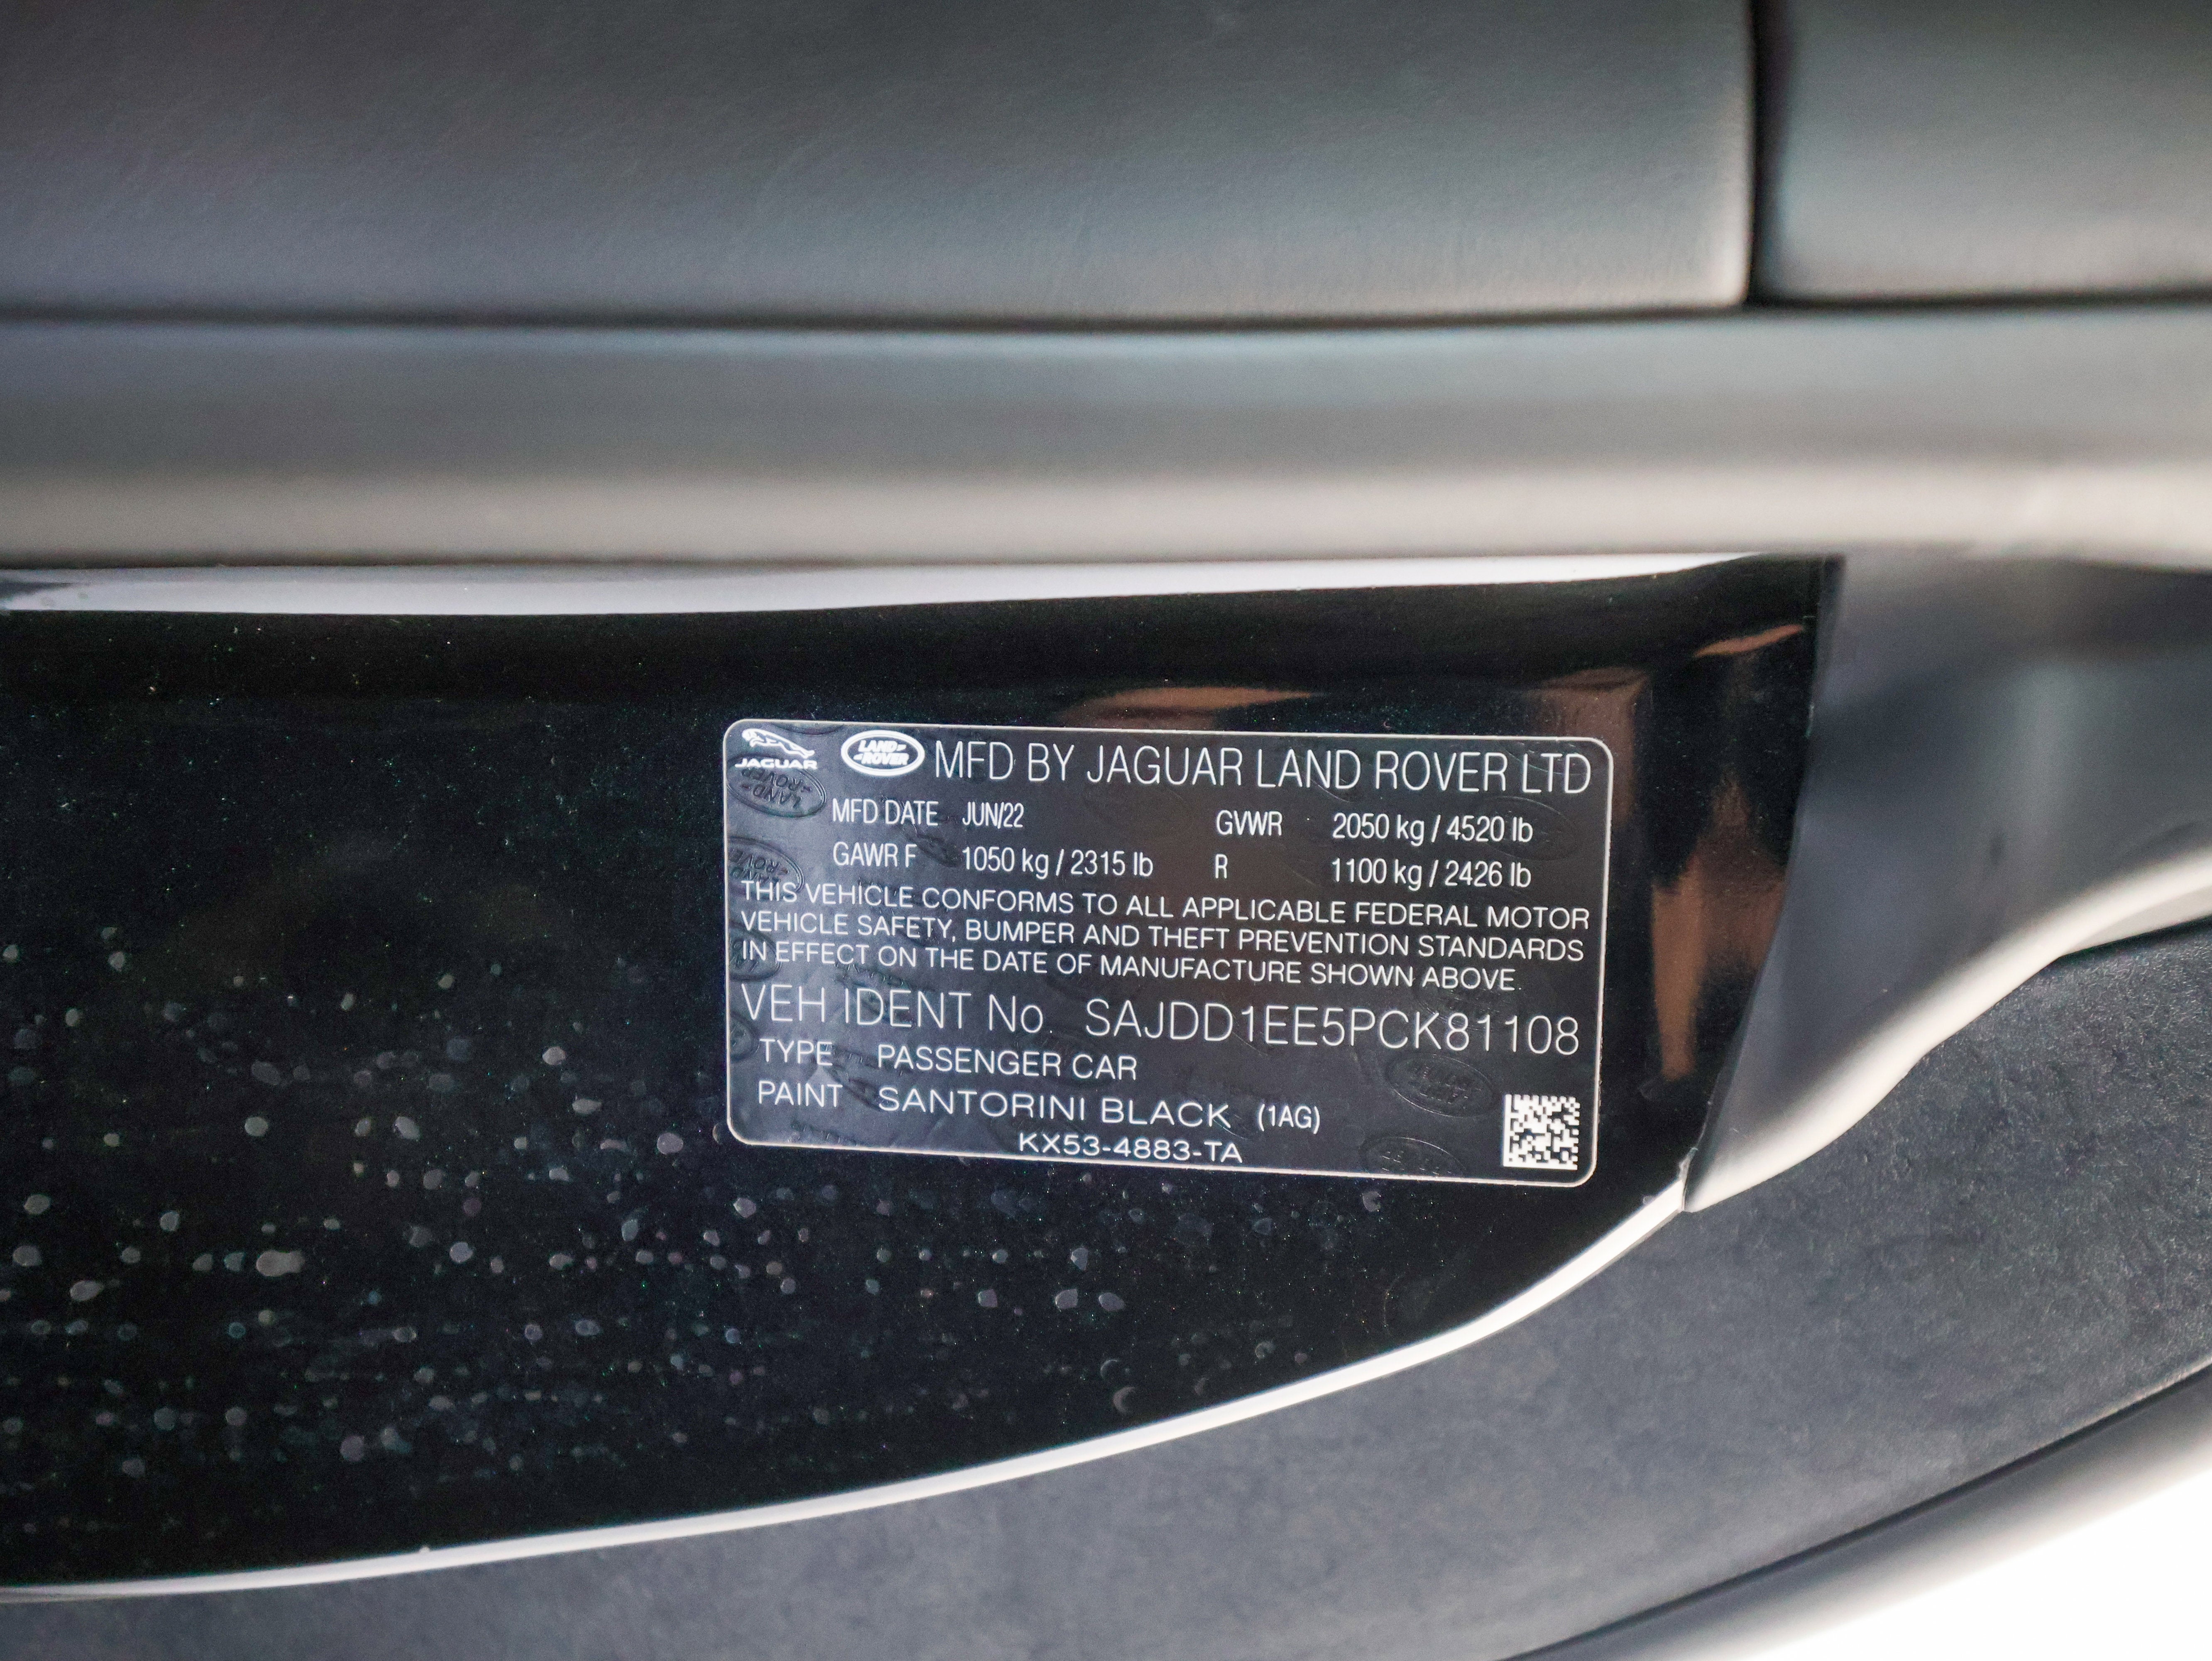 JAGUAR LAND ROVER MFD BY JAGUAR LAND ROVER LTD
MFD DATE JUN/22 GVWR 2050 kg / 4520 lb
GAWR F 1050 kg / 2315 lb R 1100 kg / 2426 lb
THIS VEHICLE CONFORMS TO ALL APPLICABLE FEDERAL MOTOR
VEHICLE SAFETY, BUMPER AND THEFT PREVENTION STANDARDS
IN EFFECT ON THE DATE OF MANUFACTURE SHOWN ABOVE.
VEH IDENT No. SAJDD1EE5PCK81108
TYPE PASSENGER CAR
PAINT SANTORINI BLACK (1AG)
KX53-4883-TA